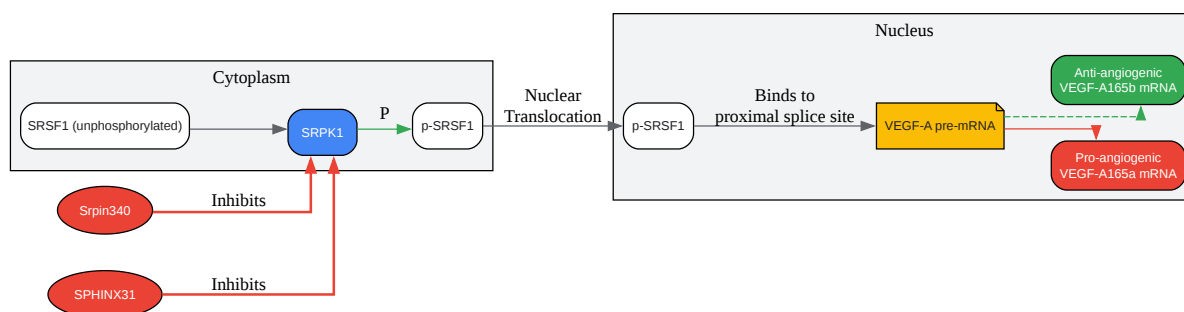 Nucleus
Cytoplasm
SRSF1 (unphosphorylated)
SRPK1
P
p-SRSF1
Nuclear
Translocation
p-SRSF1
Binds to
proximal splice site
VEGF-A pre-mRNA
Anti-angiogenic
VEGF-A165b mRNA
Pro-angiogenic
VEGF-A165a mRNA
Srpin340
Inhibits
SPHINX31
Inhibits